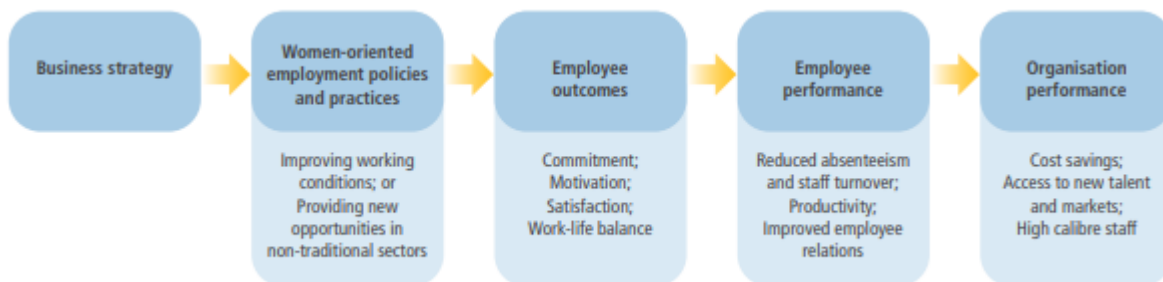 Business strategy
Women-oriented
employment policies
and practices
Improving working
conditions; or
Providing new
opportunities in
non-traditional sectors
Employee
outcomes
Commitment;
Motivation;
Satisfaction;
Work-life balance
Employee
performance
Reduced absenteeism
and staff turnover;
Productivity;
Improved employee
relations
Organisation
performance
Cost savings;
Access to new talent
and markets;
High calibre staff